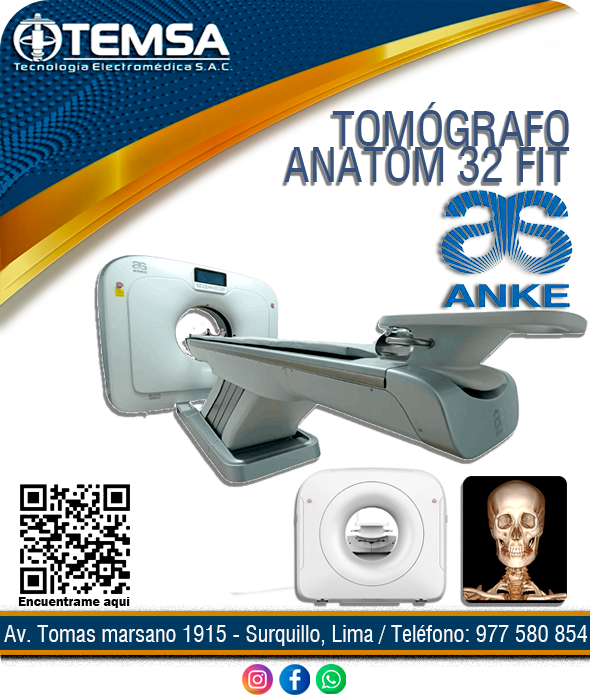 TEMSA
Tecnología Electromédica S.A.C.
TOMÓGRAFO
ANATOM 32 FIT
ANKE
ANKE
Encuentrame aqui
Av. Tomas marsano 1915 - Surquillo, Lima / Teléfono: 977 580 854